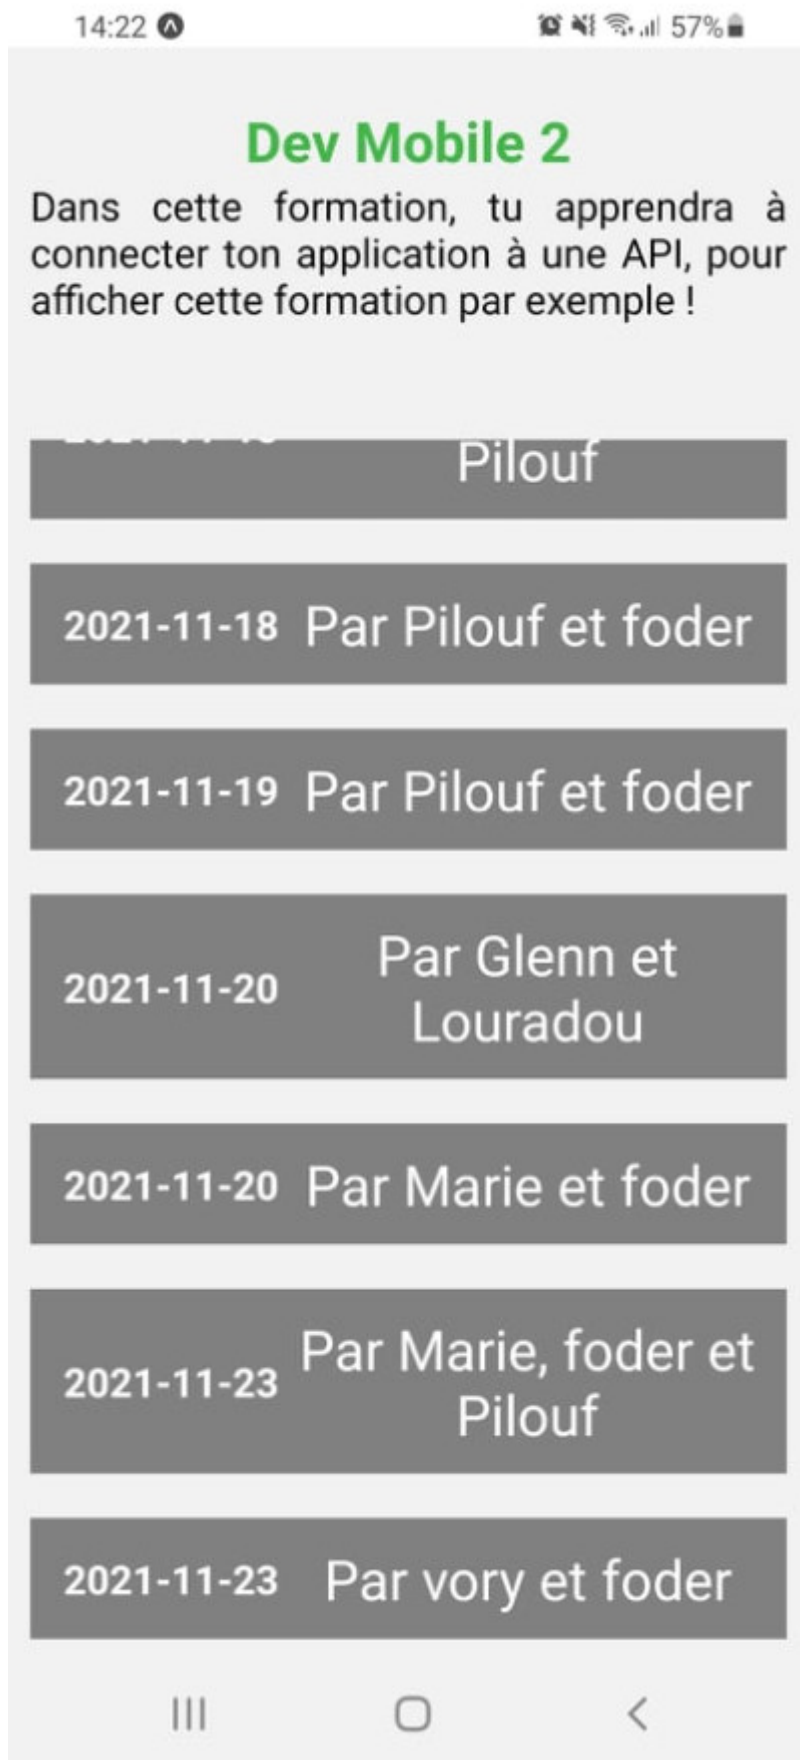 14:22
57%
Dev Mobile 2
Dans cette formation, tu apprendra à
connecter ton application à une API, pour
afficher cette formation par exemple !
Pilouf
2021-11-18 Par Pilouf et foder
2021-11-19 Par Pilouf et foder
2021-11-20 Par Glenn et
Louradou
2021-11-20 Par Marie et foder
2021-11-23 Par Marie, foder et
Pilouf
2021-11-23 Par vory et foder